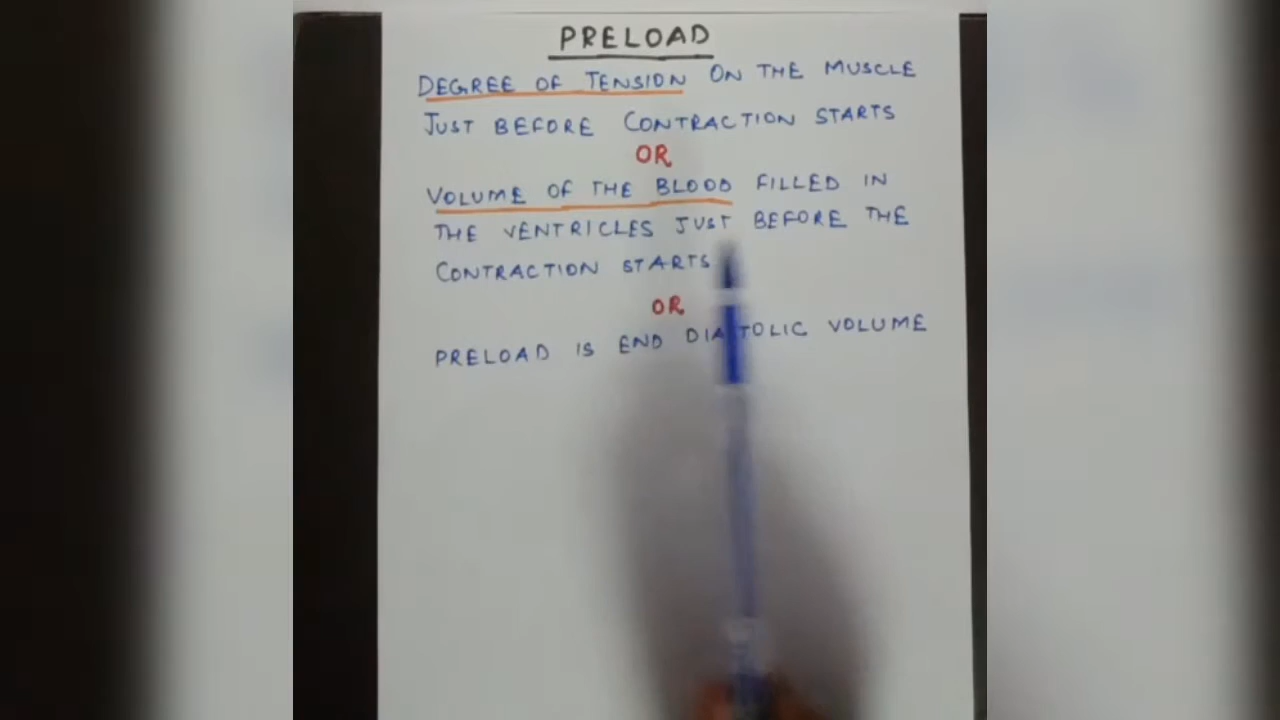 PRELOAD
DEGREE OF TENSION ON THE MUSCLE
JUST BEFORE CONTRACTION STARTS
OR
VOLUME OF THE BLOOD FILLED IN
THE VENTRICLES JUST BEFORE THE
CONTRACTION STARTS
OR
PRELOAD IS END DIASTOLIC VOLUME